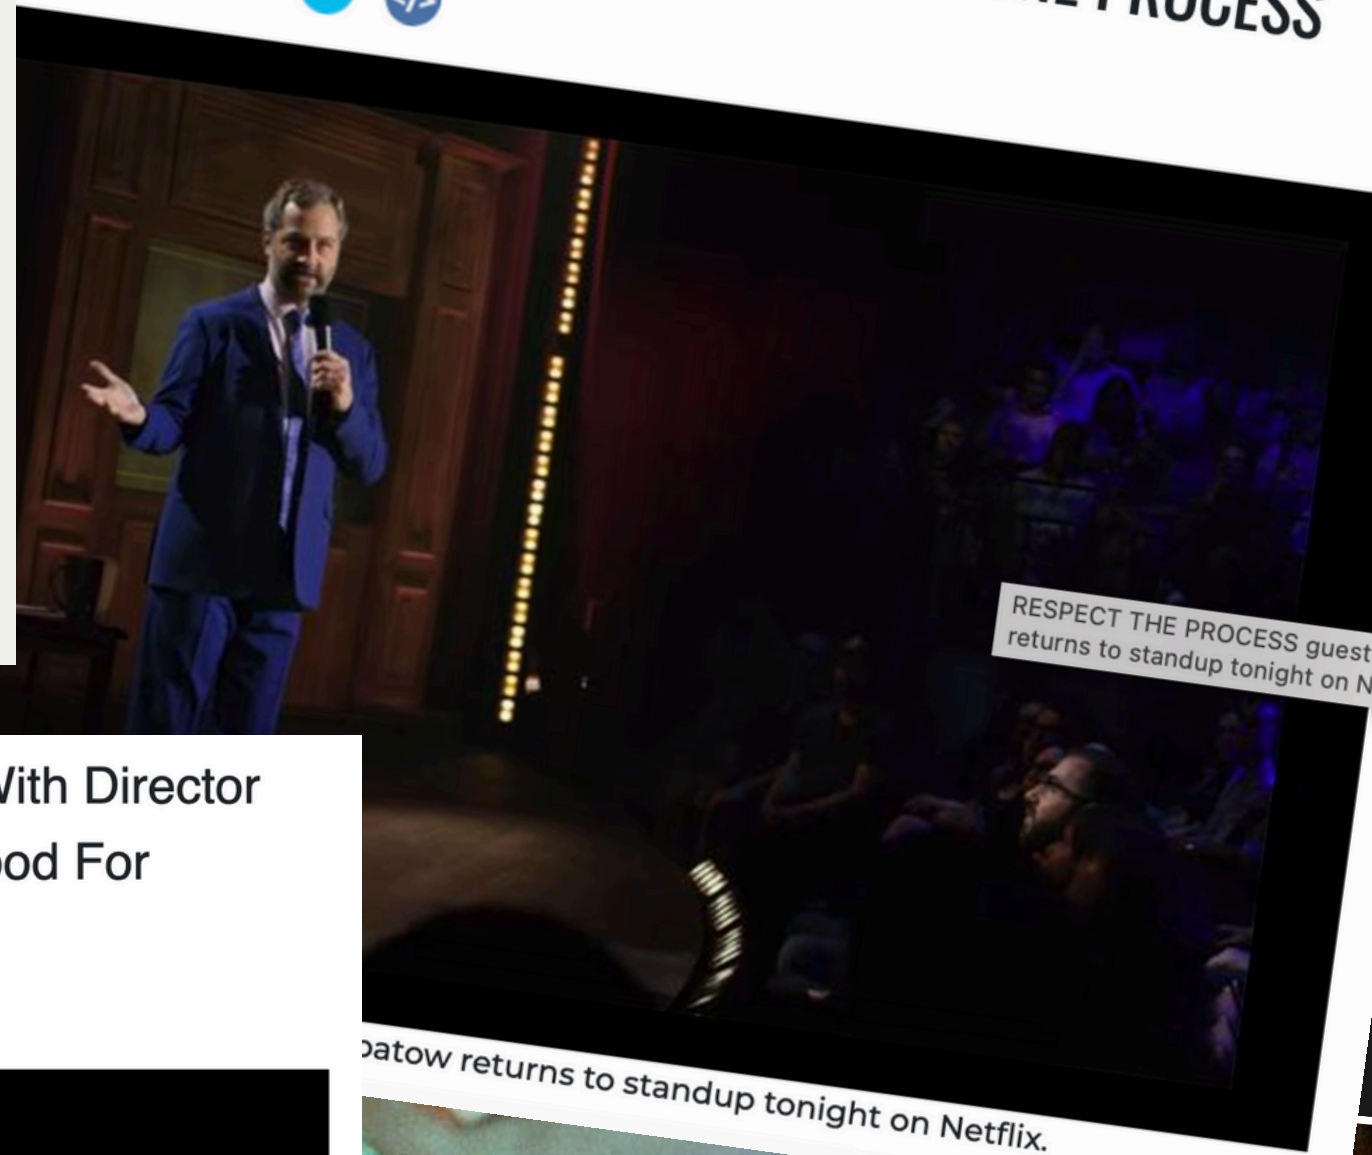 PROCESS
</>
RESPECT THE PROCESS guest
returns to standup tonight on N
With Director
ood For
patow returns to standup tonight on Netflix.